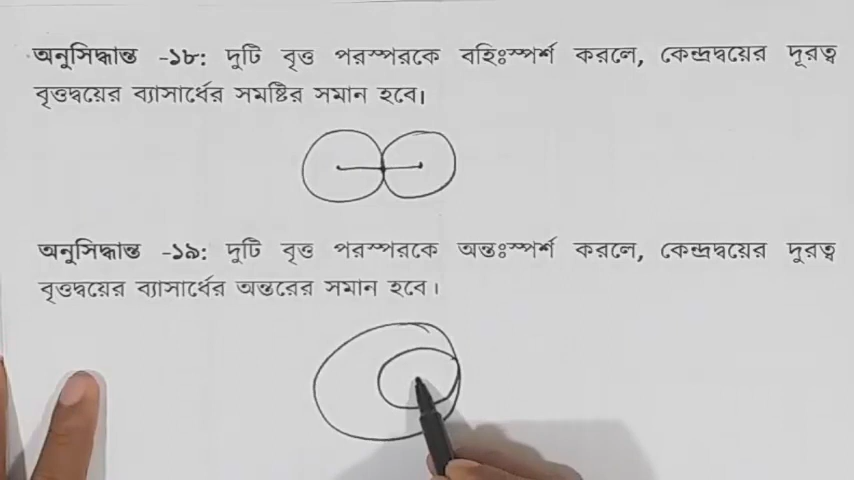 অনুসিদ্ধান্ত -১৮: দুটি বৃত্ত পরস্পরকে বহিঃস্পর্শ করলে, কেন্দ্রদ্বয়ের দূরত্ব
বৃত্তদ্বয়ের ব্যাসার্ধের সমষ্টির সমান হবে।
অনুসিদ্ধান্ত -১৯: দুটি বৃত্ত পরস্পরকে অন্তঃস্পর্শ করলে, কেন্দ্রদ্বয়ের দূরত্ব
বৃত্তদ্বয়ের ব্যাসার্ধের অন্তরের সমান হবে।